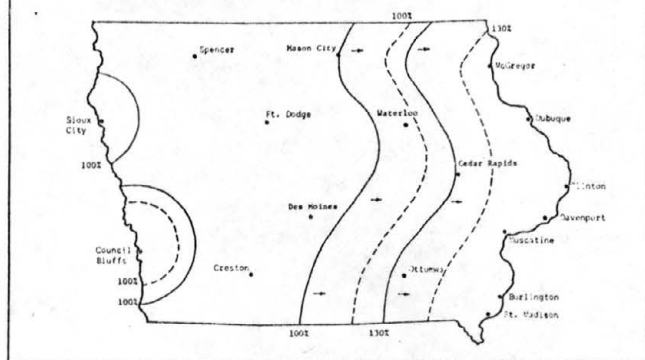 100%
130%
Spencer
Mason City
McGregor
Sioux
City
Ft. Dodge
Waterloo
Dubuque
100%
Cedar Rapids
Clinton
Des Moines
Davenport
Muscatine
Council
Bluffs
Creston
Ottumwa
100%
100%
Burlington
Ft. Madison
100%
130%